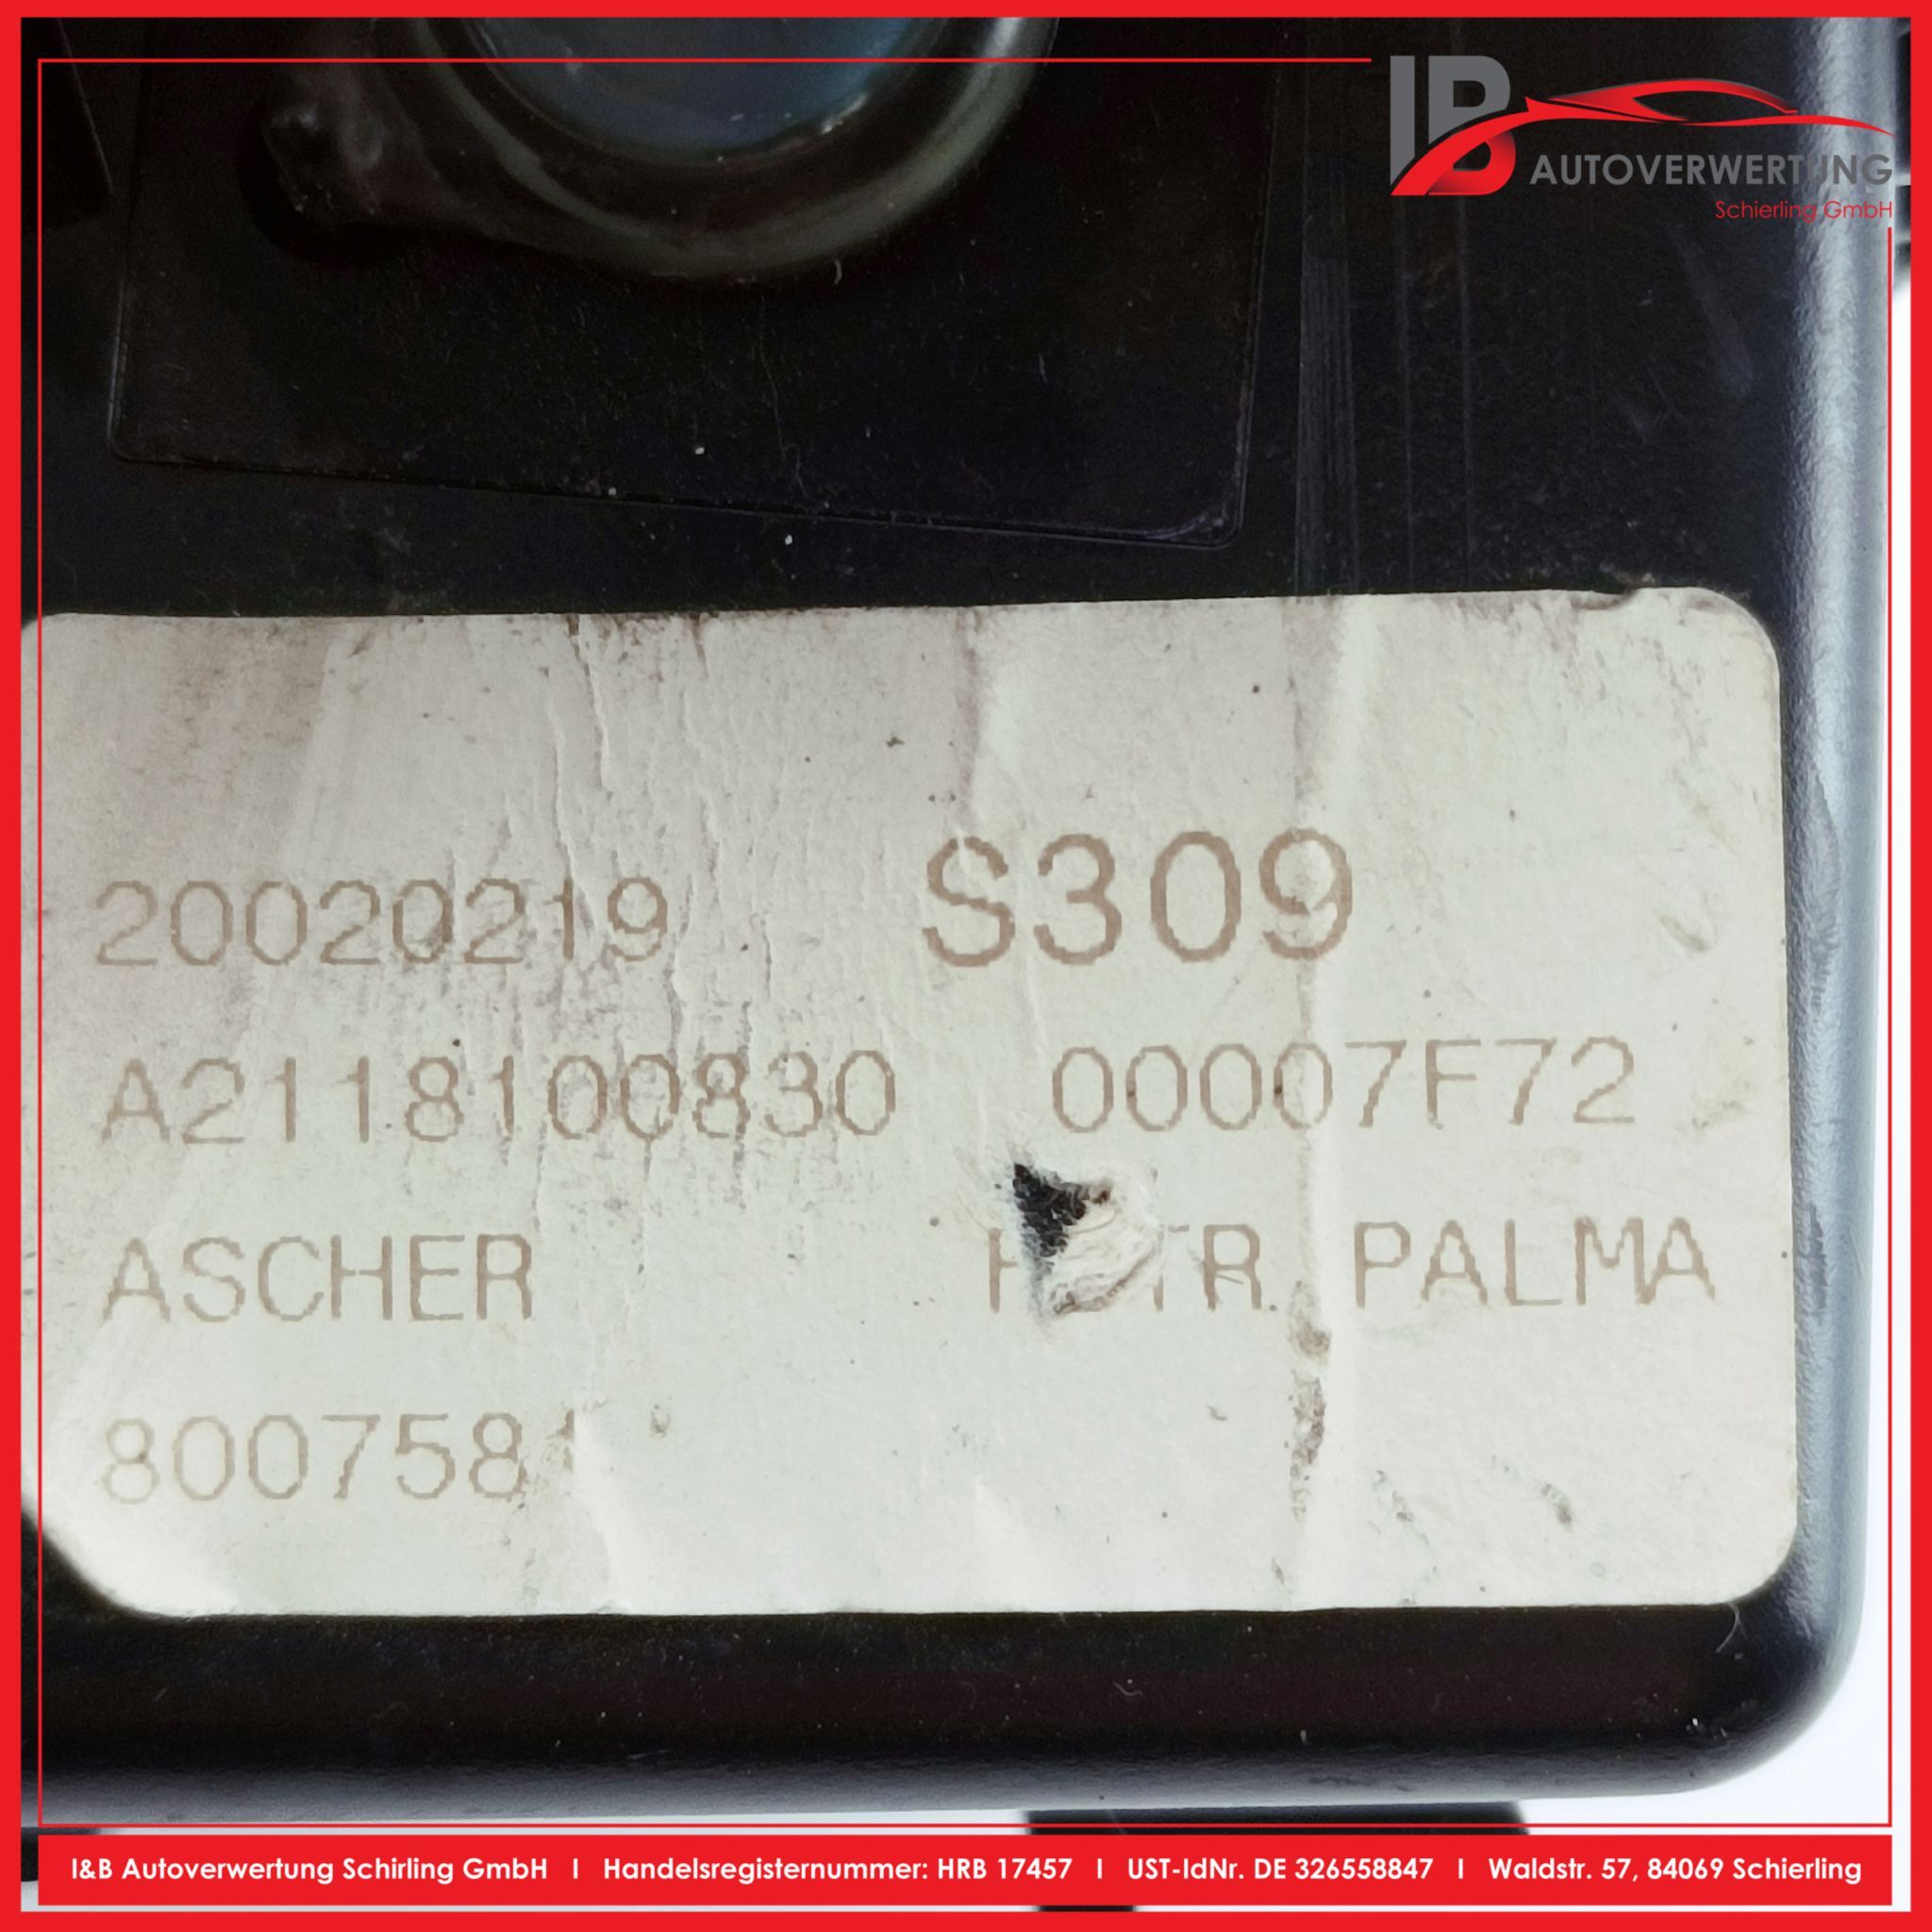 IB
AUTOVERWERTUNG
Schierling GmbH
20020219 S309
A2118100830 00007F72
ASCHER PALMA
8007581
I&B Autoverwertung Schirling GmbH I Handelsregisternummer: HRB 17457 I UST-IdNr. DE 326558847 I Waldstr. 57, 84069 Schierling